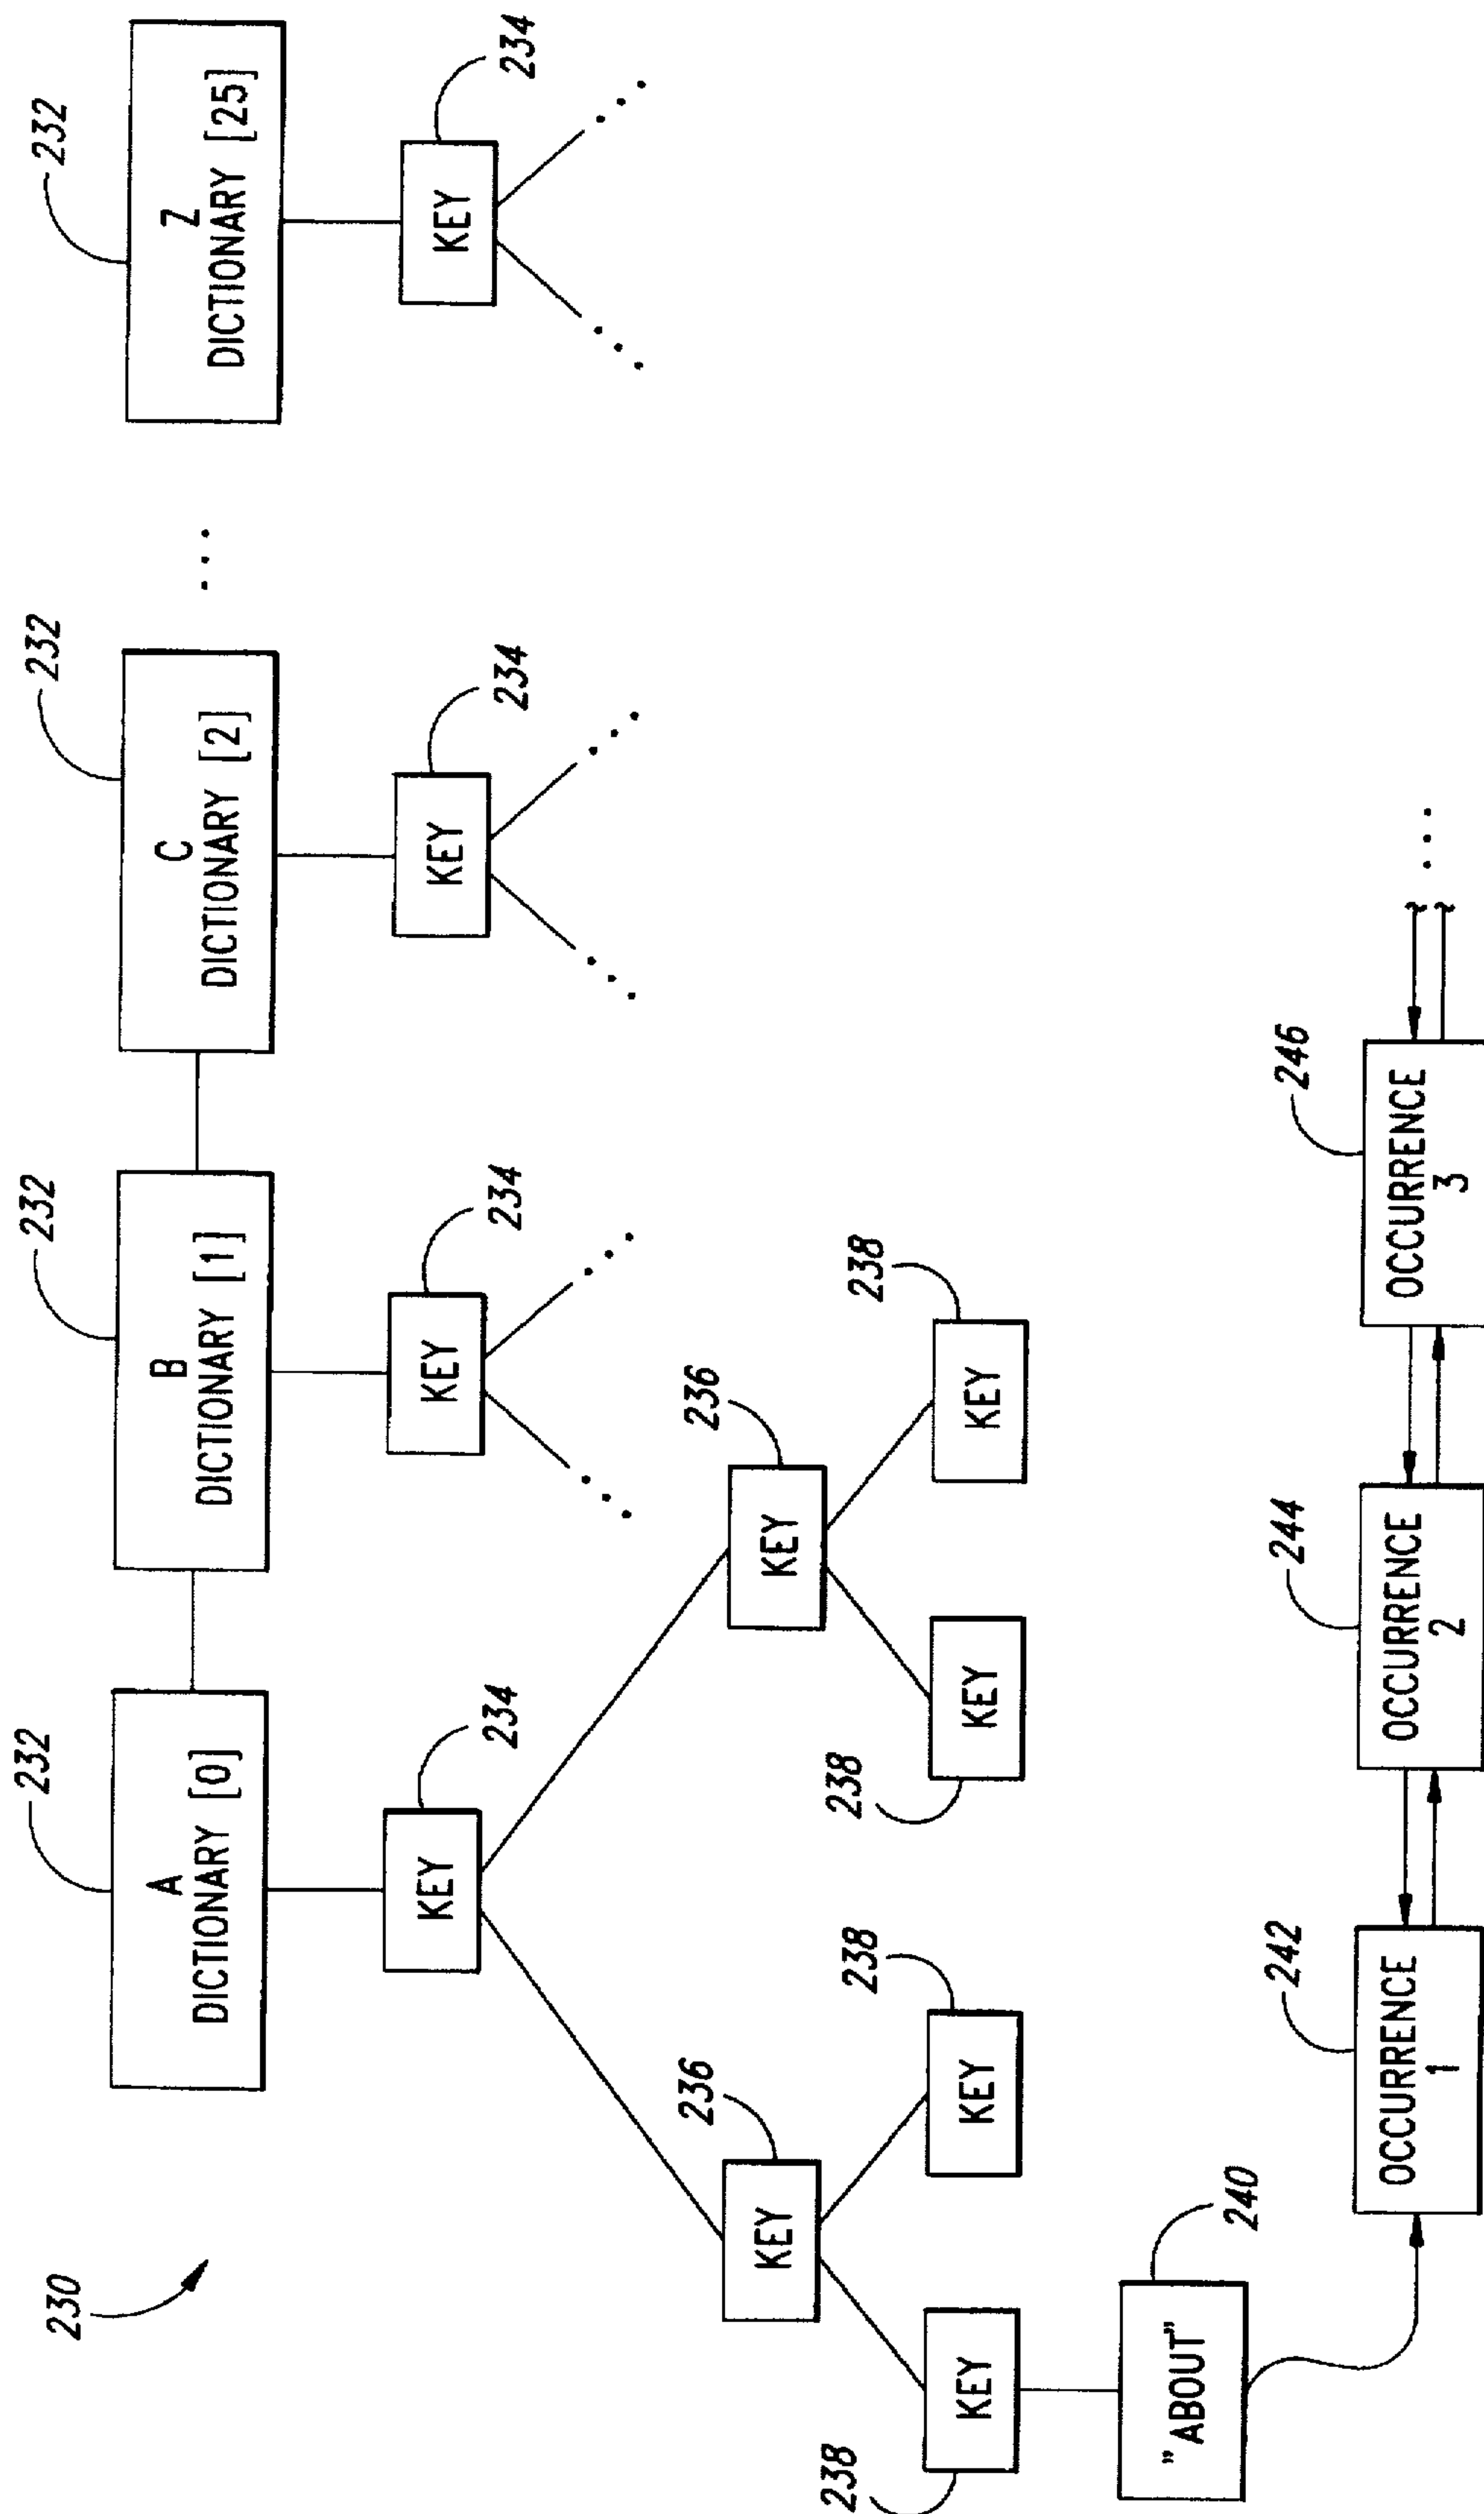 230
232
A
DICTIONARY [0]
232
B
DICTIONARY [1]
232
C
DICTIONARY [2]
...
232
Z
DICTIONARY [25]
234
KEY
234
KEY
234
KEY
234
KEY
236
KEY
236
KEY
238
KEY
238
KEY
238
KEY
238
KEY
240
"ABOUT"
242
OCCURRENCE
1
244
OCCURRENCE
2
246
OCCURRENCE
3
...